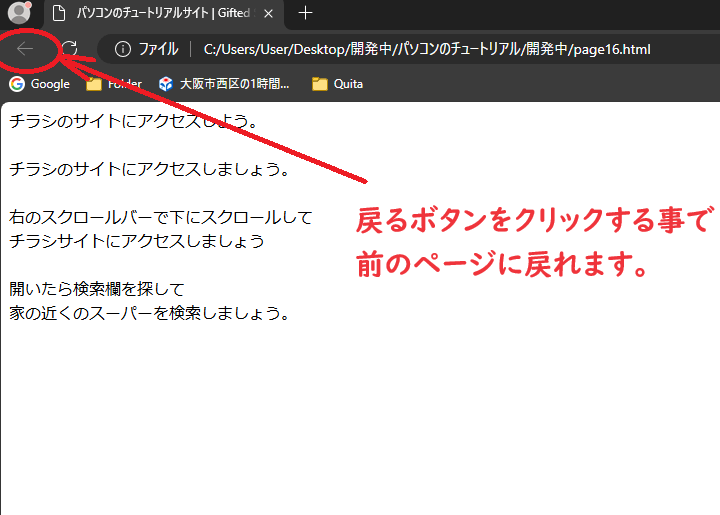 パソコンのチュートリアルサイト | Gifted
ファイル C:/Users/User/Desktop/開発中/パソコンのチュートリアル/開発中/page16.html
Google Folder 大阪市西区の1時間... Quita
チラシのサイトにアクセスしよう。
チラシのサイトにアクセスしましょう。
右のスクロールバーで下にスクロールして
チラシサイトにアクセスしましょう
戻るボタンをクリックする事で
前のページに戻れます。
開いたら検索欄を探して
家の近くのスーパーを検索しましょう。